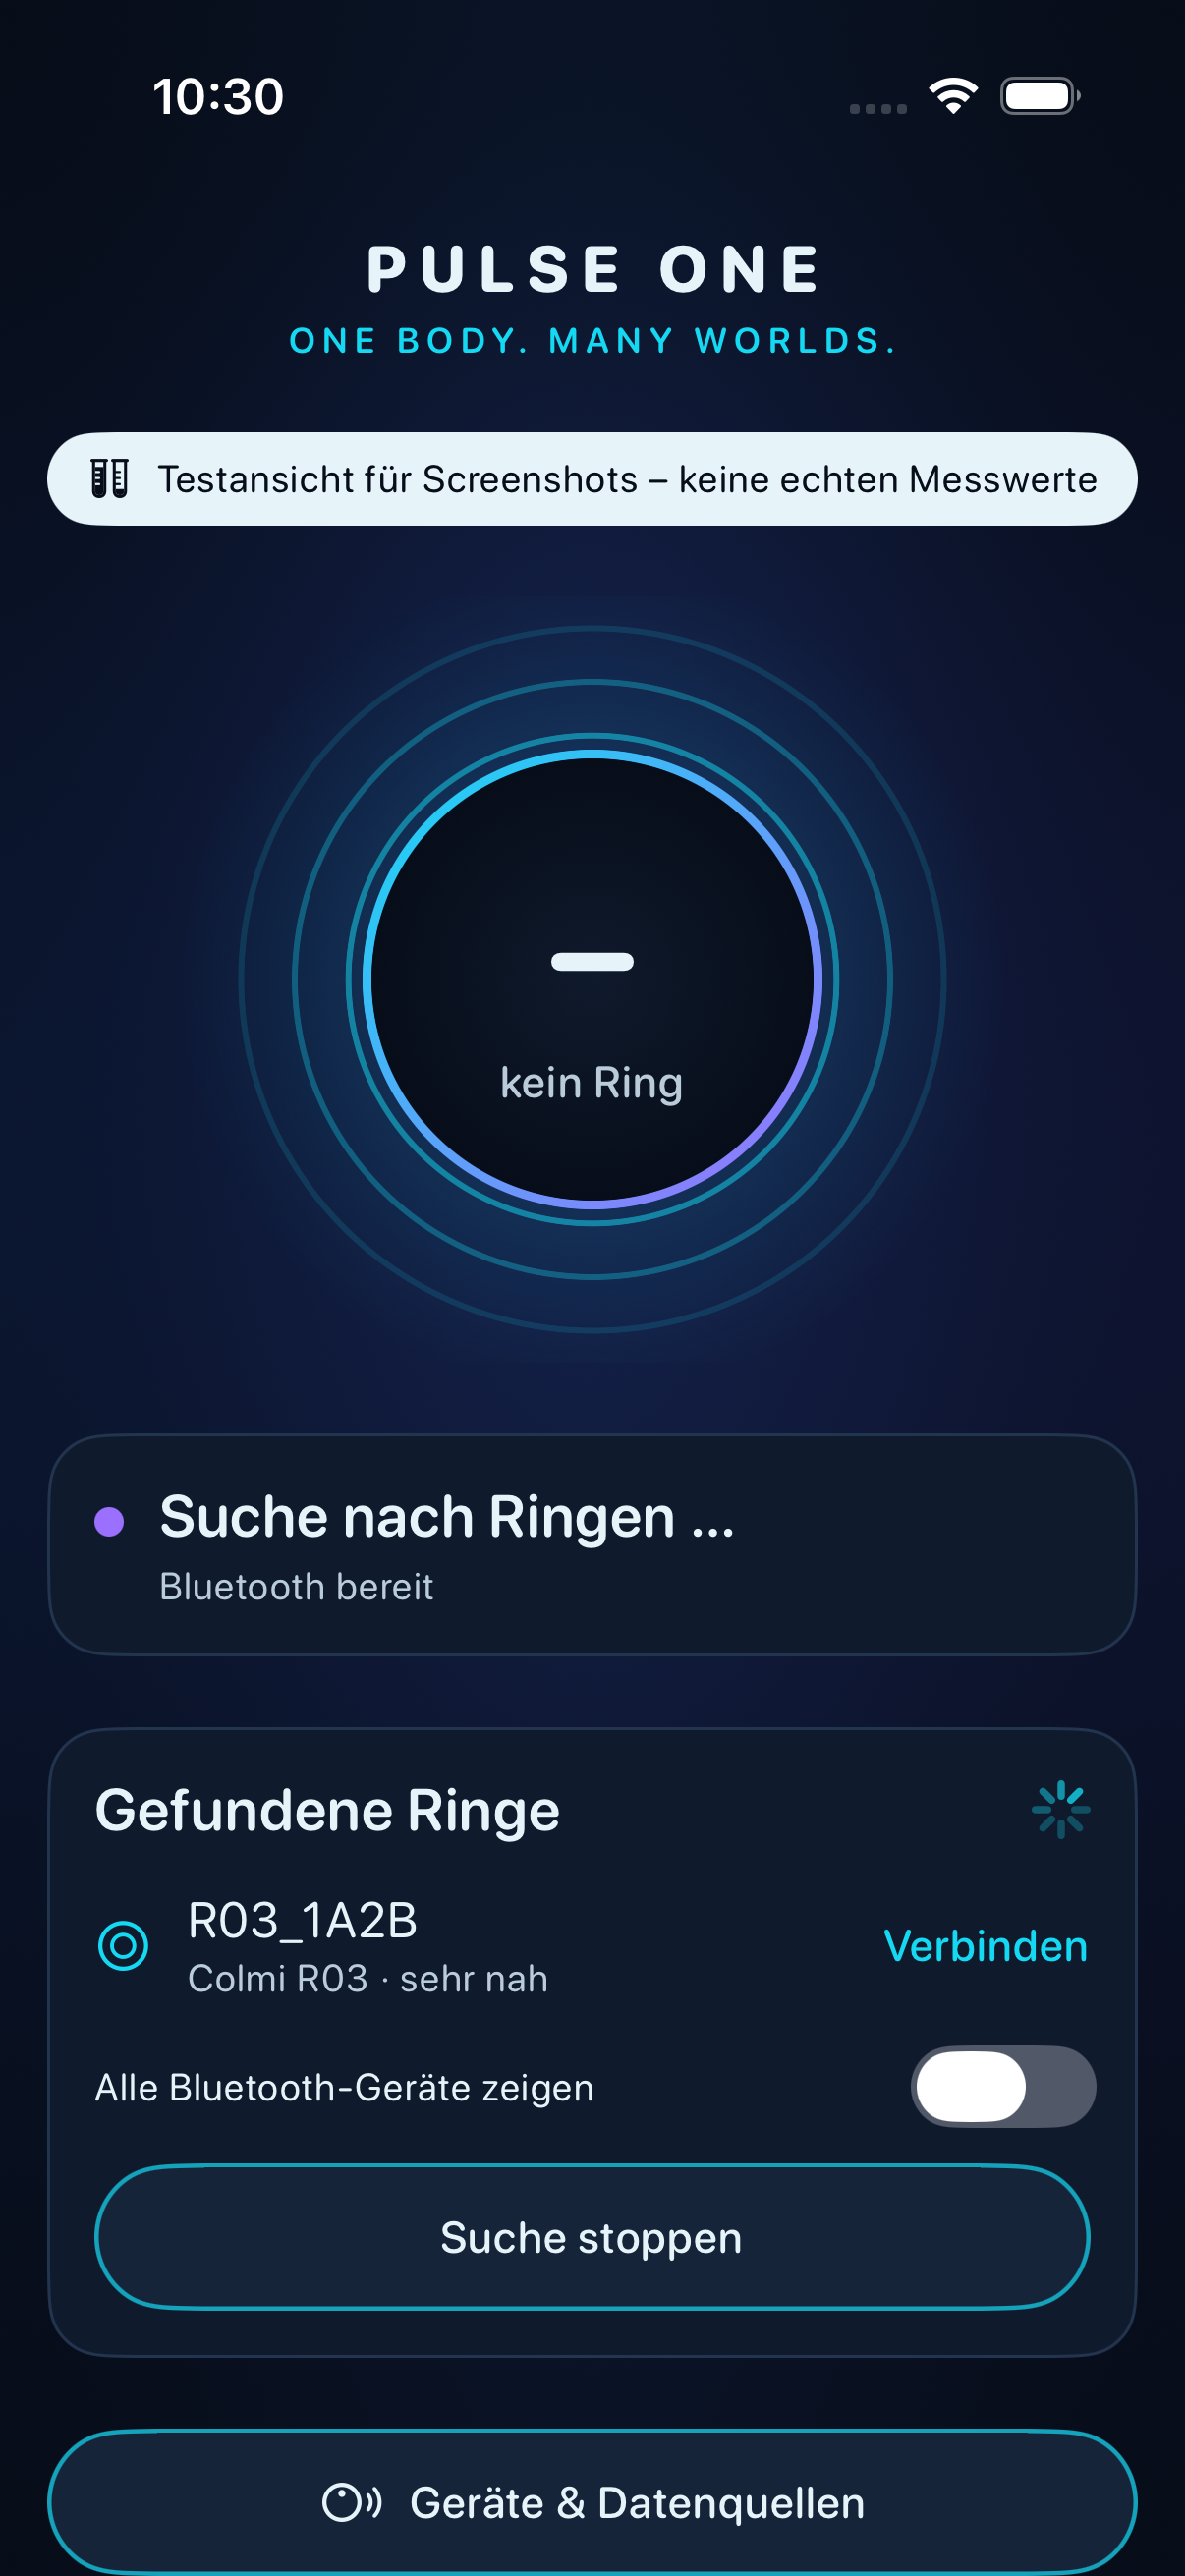 10:30
PULSE ONE
ONE BODY. MANY WORLDS.
Testansicht für Screenshots – keine echten Messwerte
–
kein Ring
Suche nach Ringen ...
Bluetooth bereit
Gefundene Ringe
R03_1A2B
Colmi R03 · sehr nah
Verbinden
Alle Bluetooth-Geräte zeigen
Suche stoppen
Geräte & Datenquellen